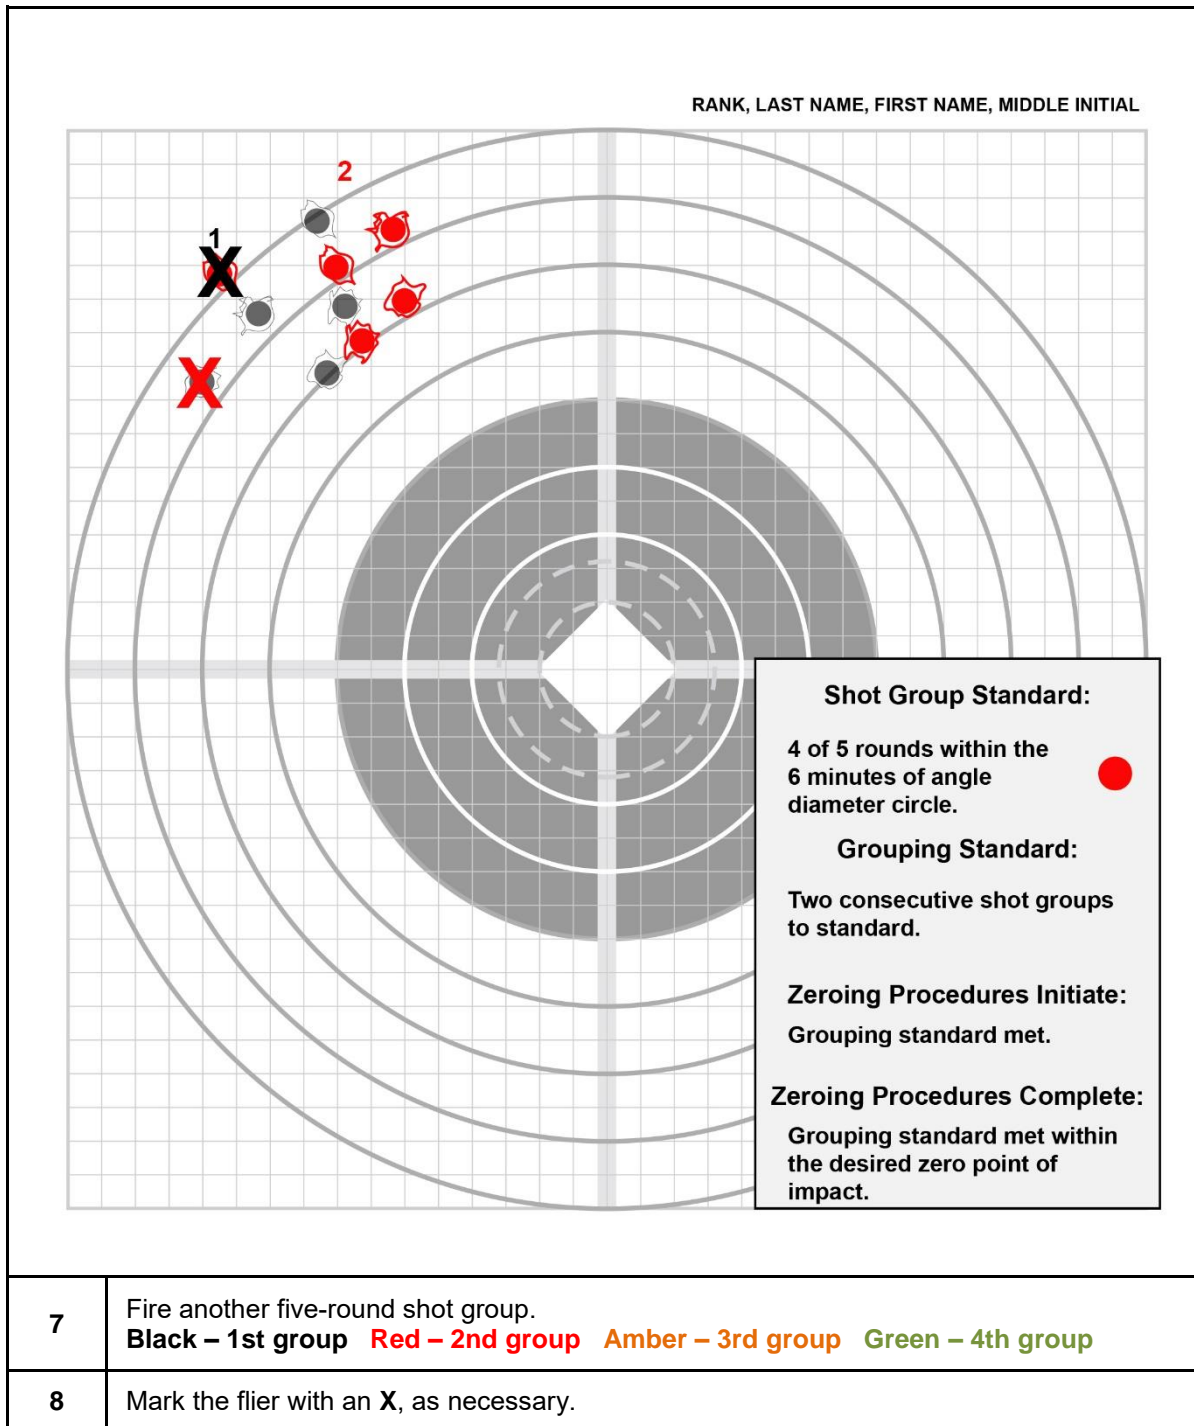 RANK, LAST NAME, FIRST NAME, MIDDLE INITIAL
2
1
X
X
Shot Group Standard:
4 of 5 rounds within the
6 minutes of angle
diameter circle.
Grouping Standard:
Two consecutive shot groups
to standard.
Zeroing Procedures Initiate:
Grouping standard met.
Zeroing Procedures Complete:
Grouping standard met within
the desired zero point of
impact.
7
Fire another five-round shot group.
Black – 1st group Red – 2nd group Amber – 3rd group Green – 4th group
8
Mark the flier with an X, as necessary.